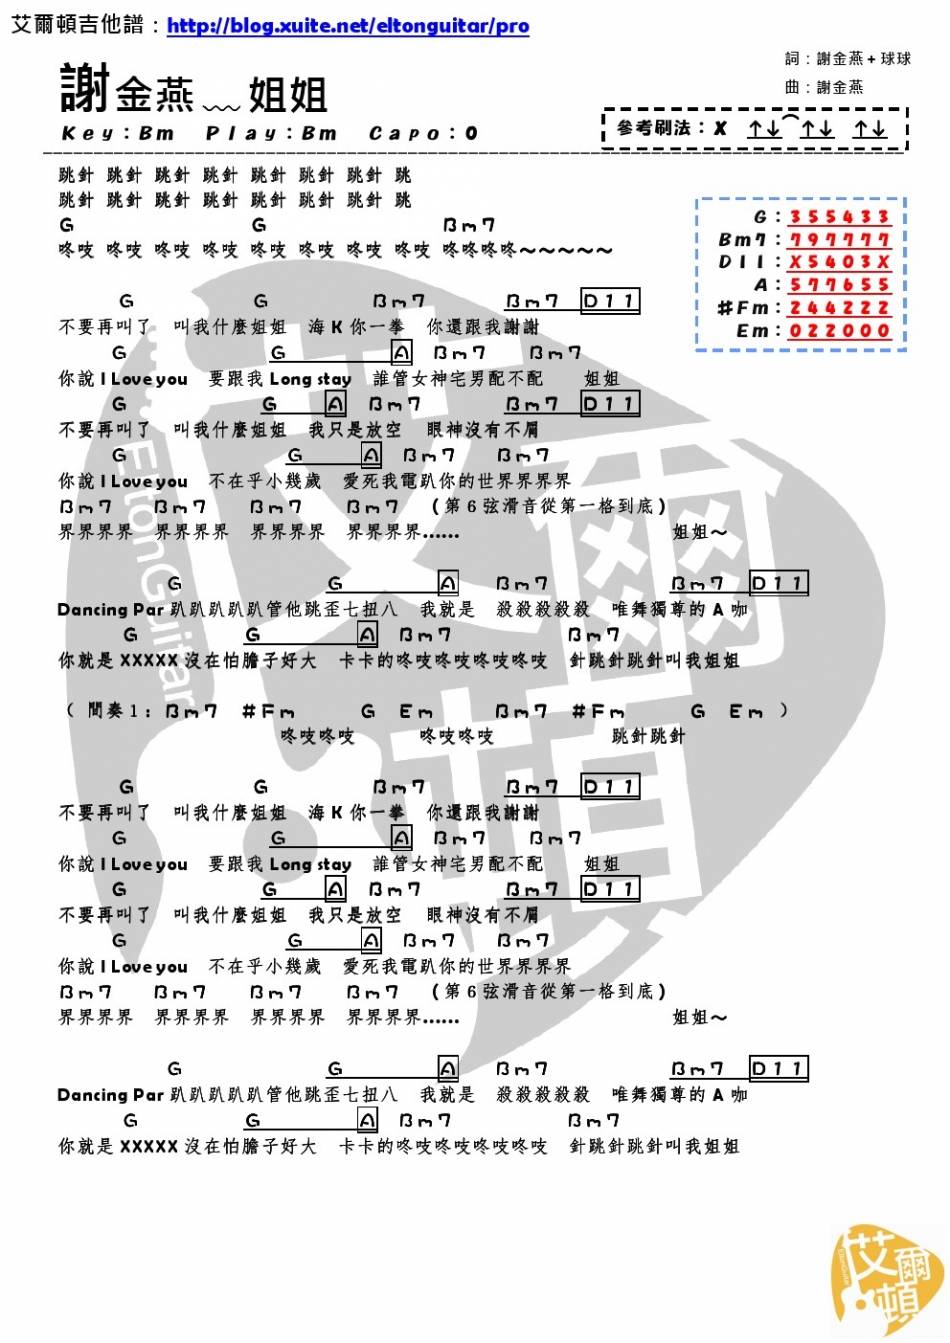 艾爾頓吉他譜：http://blog.xuite.net/eltonguitar/pro
詞：謝金燕+球球
曲：謝金燕
謝金燕﹏姐姐
Key：Bm Play：Bm Capo：0
參考刷法：X ↑↓⌒↑↓ ↑↓
跳針 跳針 跳針 跳針 跳針 跳針 跳針 跳
跳針 跳針 跳針 跳針 跳針 跳針 跳針 跳
G G Bm7
咚吱 咚吱 咚吱 咚吱 咚吱 咚吱 咚吱 咚吱 咚咚咚咚～～～～～
G：355433
Bm7：797777
D11：X5403X
A：577655
#Fm：244222
Em：022000
G G Bm7 Bm7 D11
不要再叫了 叫我什麼姐姐 海K你一拳 你還跟我謝謝
G G A Bm7 Bm7
你說 I Love you 要跟我 Long stay 誰管女神宅男配不配 姐姐
G G A Bm7 Bm7 D11
不要再叫了 叫我什麼姐姐 我只是放空 眼神沒有不屑
G G A Bm7 Bm7
你說 I Love you 不在乎小幾歲 愛死我電趴你的世界界界界
Bm7 Bm7 Bm7 Bm7 (第6弦滑音從第一格到底)
界界界界 界界界界 界界界界 界界界界...... 姐姐～
G G A Bm7 Bm7 D11
Dancing Par 趴趴趴趴趴管他跳歪七扭八 我就是 殺殺殺殺殺 唯舞獨尊的 A 咖
G G A Bm7 Bm7
你就是 XXXXX 沒在怕膽子好大 卡卡的咚吱咚吱咚吱咚吱 針跳針跳針叫我姐姐
( 間奏1：Bm7 #Fm G Em Bm7 #Fm G Em )
咚吱咚吱 咚吱咚吱 跳針跳針
G G Bm7 Bm7 D11
不要再叫了 叫我什麼姐姐 海K你一拳 你還跟我謝謝
G G A Bm7 Bm7
你說 I Love you 要跟我 Long stay 誰管女神宅男配不配 姐姐
G G A Bm7 Bm7 D11
不要再叫了 叫我什麼姐姐 我只是放空 眼神沒有不屑
G G A Bm7 Bm7
你說 I Love you 不在乎小幾歲 愛死我電趴你的世界界界界
Bm7 Bm7 Bm7 Bm7 (第6弦滑音從第一格到底)
界界界界 界界界界 界界界界 界界界界...... 姐姐～
G G A Bm7 Bm7 D11
Dancing Par 趴趴趴趴趴管他跳歪七扭八 我就是 殺殺殺殺殺 唯舞獨尊的 A 咖
G G A Bm7 Bm7
你就是 XXXXX 沒在怕膽子好大 卡卡的咚吱咚吱咚吱咚吱 針跳針跳針叫我姐姐
艾爾頓
EltonGuitar
艾爾頓
EltonGuitar